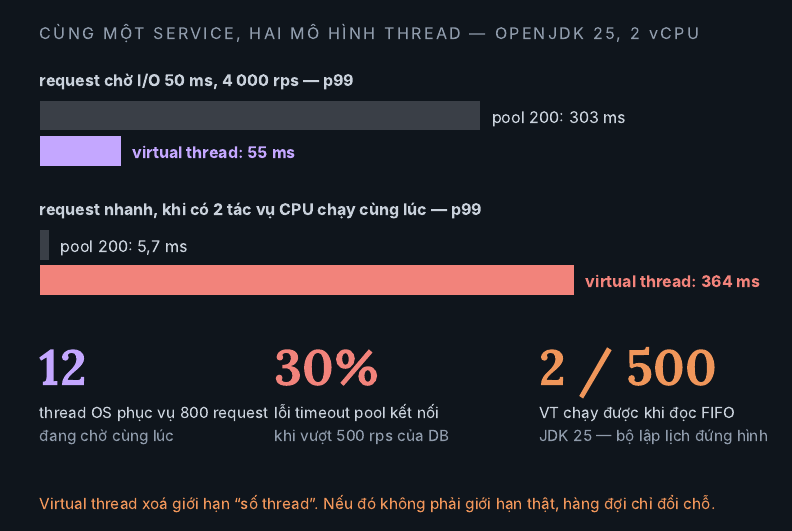 CÙNG MỘT SERVICE, HAI MÔ HÌNH THREAD — OPENJDK 25, 2 vCPU
request chờ I/O 50 ms, 4 000 rps — p99
pool 200: 303 ms
virtual thread: 55 ms
request nhanh, khi có 2 tác vụ CPU chạy cùng lúc — p99
pool 200: 5,7 ms
virtual thread: 364 ms
12
thread OS phục vụ 800 request
đang chờ cùng lúc
30%
lỗi timeout pool kết nối
khi vượt 500 rps của DB
2 / 500
VT chạy được khi đọc FIFO
JDK 25 — bộ lập lịch đứng hình
Virtual thread xoá giới hạn “số thread”. Nếu đó không phải giới hạn thật, hàng đợi chỉ đổi chỗ.